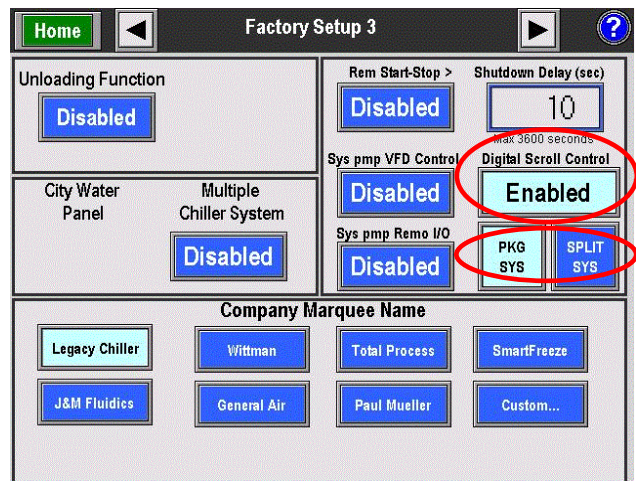 Home
Factory Setup 3
?
Unloading Function
Disabled
Rem Start-Stop >
Disabled
Shutdown Delay (sec)
10
Max 3600 seconds
Sys pmp VFD Control
Disabled
Digital Scroll Control
Enabled
City Water
Panel
Multiple
Chiller System
Disabled
Sys pmp Remo I/O
Disabled
PKG
SYS
SPLIT
SYS
Company Marquee Name
Legacy Chiller
Wittman
Total Process
SmartFreeze
J&M Fluidics
General Air
Paul Mueller
Custom...